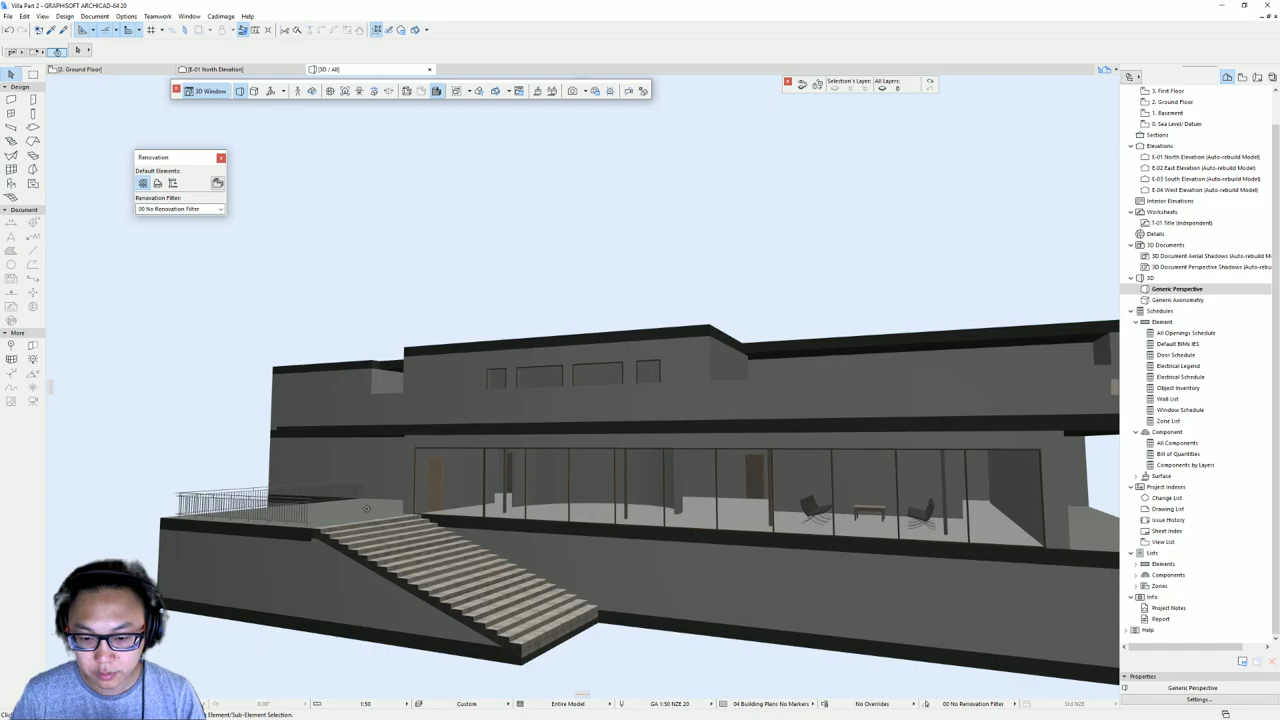 Villa Part 2 - GRAPHISOFT ARCHICAD-64 20
File Edit View Design Document Options Teamwork Window Cadimage Help
[2. Ground Floor] [E-01 North Elevation] [3D / All]
3D Window
Selection's Layer: All Layers:
Design
Renovation
Default Elements:
Renovation Filter:
00 No Renovation Filter
Document
More
3. First Floor
2. Ground Floor
1. Basement
0. Sea Level/ Datum
Sections
Elevations
E-01 North Elevation (Auto-rebuild Model)
E-02 East Elevation (Auto-rebuild Model)
E-03 South Elevation (Auto-rebuild Model)
E-04 West Elevation (Auto-rebuild Model)
Interior Elevations
Worksheets
T-01 Title (Independent)
Details
3D Documents
3D Document Aerial Shadows (Auto-rebuild M
3D Document Perspective Shadows (Auto-rebu
3D
Generic Perspective
Generic Axonometry
Schedules
Element
All Openings Schedule
Default BIMx IES
Door Schedule
Electrical Legend
Electrical Schedule
Object Inventory
Wall List
Window Schedule
Zone List
Component
All Components
Bill of Quantities
Components by Layers
Surface
Project Indexes
Change List
Drawing List
Issue History
Sheet Index
View List
Lists
Elements
Components
Zones
Info
Project Notes
Report
Help
Properties
Generic Perspective
Settings...
0.00° 1:50 Custom Entire Model GA 1:50 NZE 20 04 Building Plans No Markers No Overrides 00 No Renovation Filter Std NZE
Element/Sub-Element Selection.